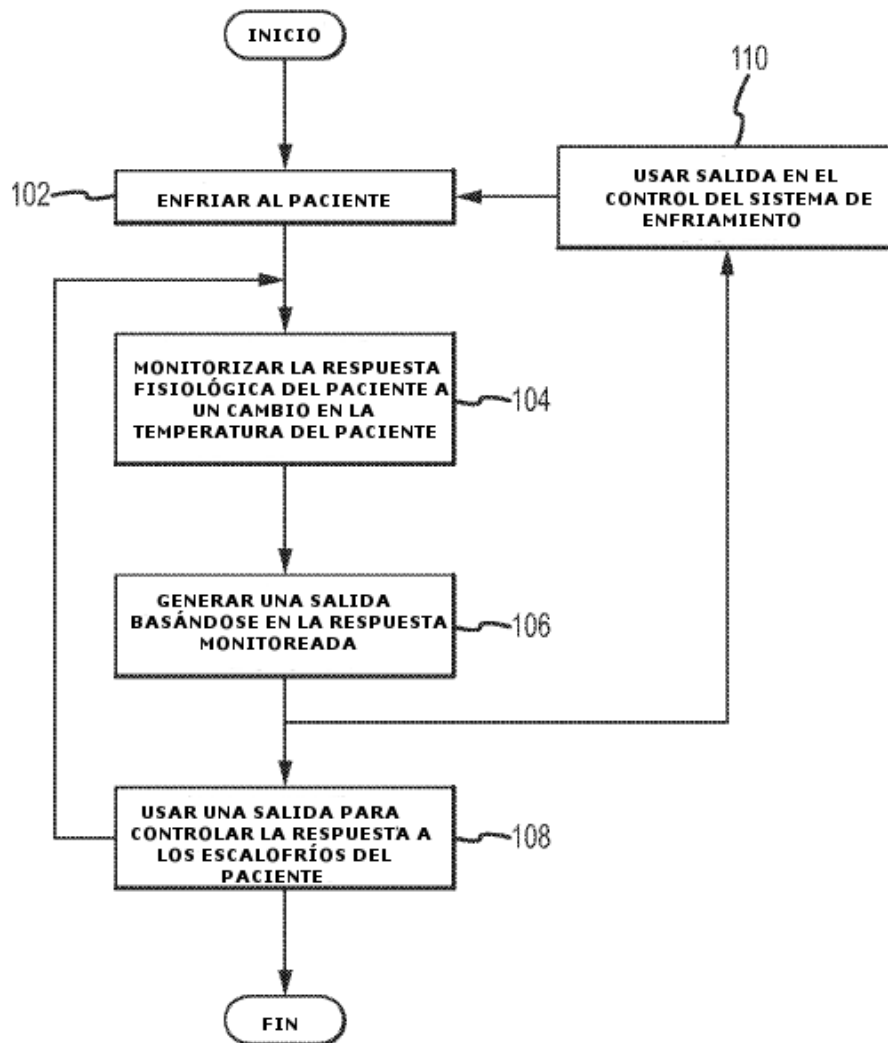 INICIO
110
USAR SALIDA EN EL
CONTROL DEL SISTEMA DE
ENFRIAMIENTO
102
ENFRIAR AL PACIENTE
MONITORIZAR LA RESPUESTA
FISIOLÓGICA DEL PACIENTE A
UN CAMBIO EN LA
TEMPERATURA DEL PACIENTE
104
GENERAR UNA SALIDA
BASÁNDOSE EN LA RESPUESTA
MONITOREADA
106
USAR UNA SALIDA PARA
CONTROLAR LA RESPUESTA A
LOS ESCALOFRÍOS DEL
PACIENTE
108
FIN